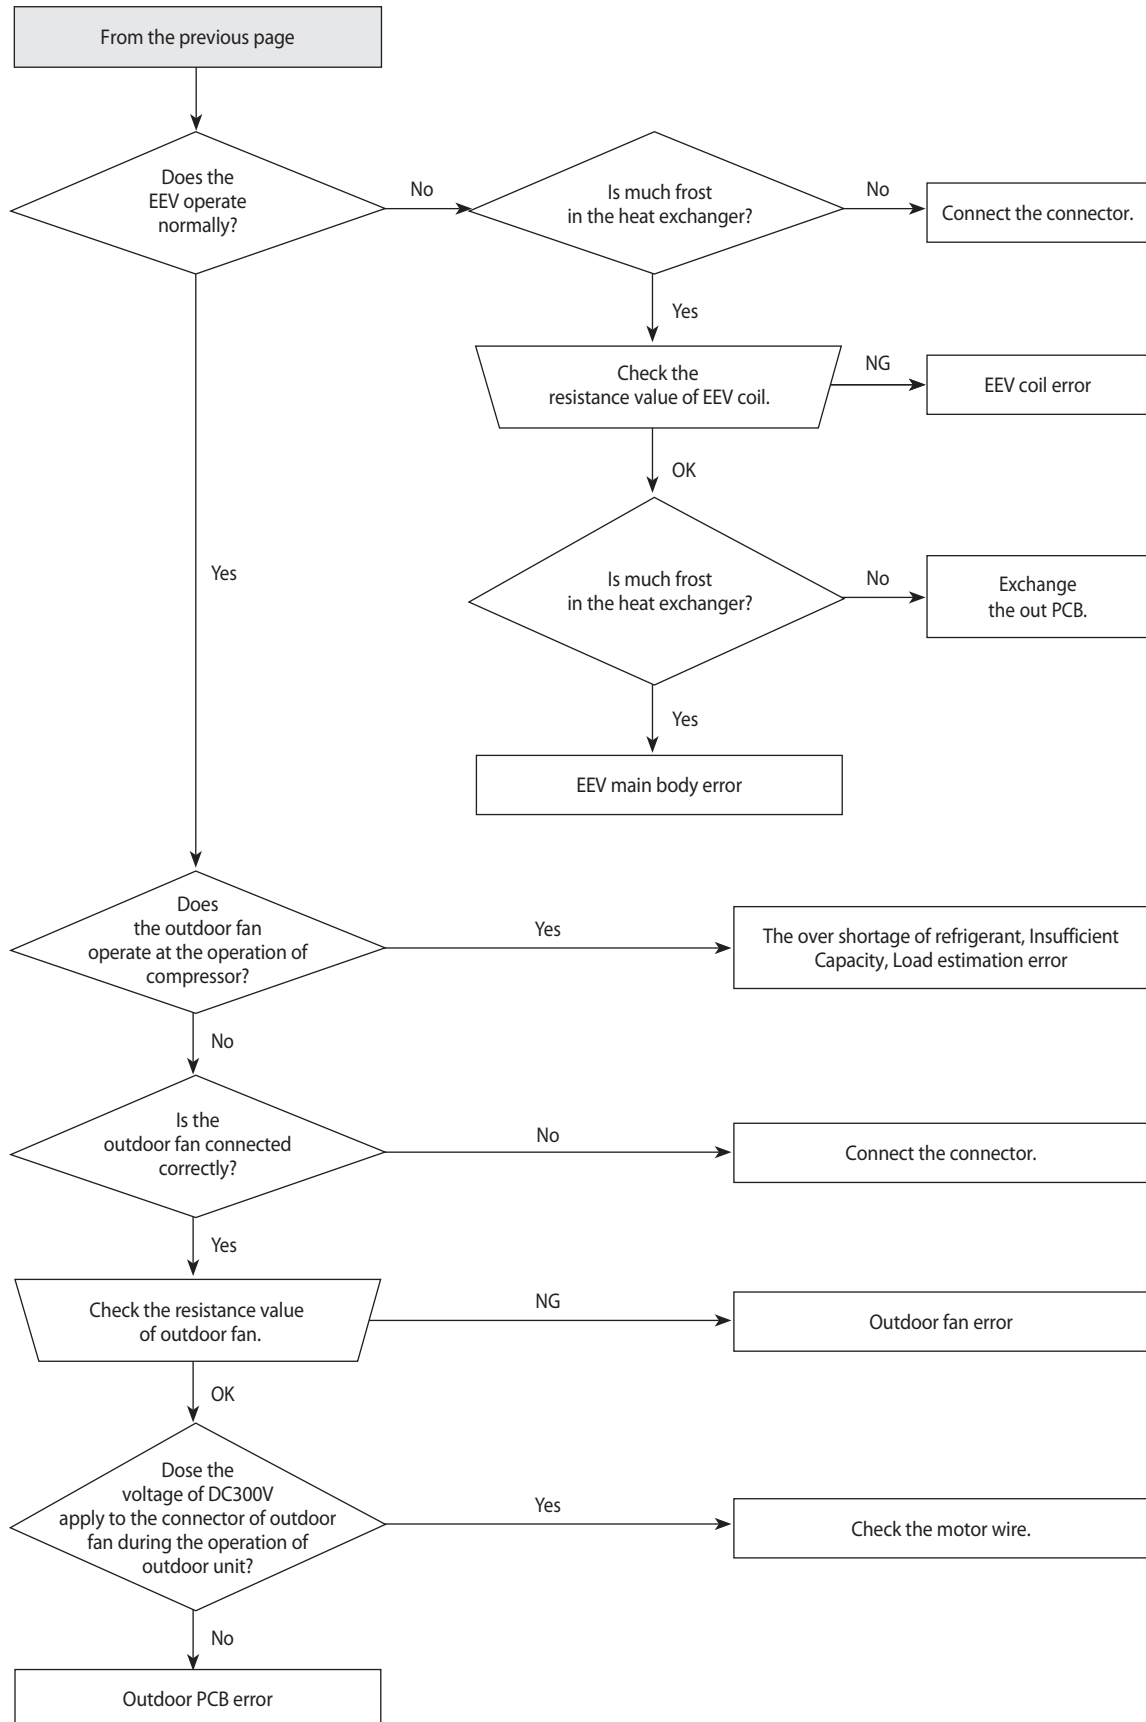 From the previous page
Does the
EEV operate
normally?
No
Is much frost
in the heat exchanger?
No
Connect the connector.
Yes
Check the
resistance value of EEV coil.
NG
EEV coil error
OK
Yes
Is much frost
in the heat exchanger?
No
Exchange
the out PCB.
Yes
EEV main body error
Does
the outdoor fan
operate at the operation of
compressor?
Yes
The over shortage of refrigerant, Insufficient
Capacity, Load estimation error
No
Is the
outdoor fan connected
correctly?
No
Connect the connector.
Yes
Check the resistance value
of outdoor fan.
NG
Outdoor fan error
OK
Dose the
voltage of DC300V
apply to the connector of outdoor
fan during the operation of
outdoor unit?
Yes
Check the motor wire.
No
Outdoor PCB error